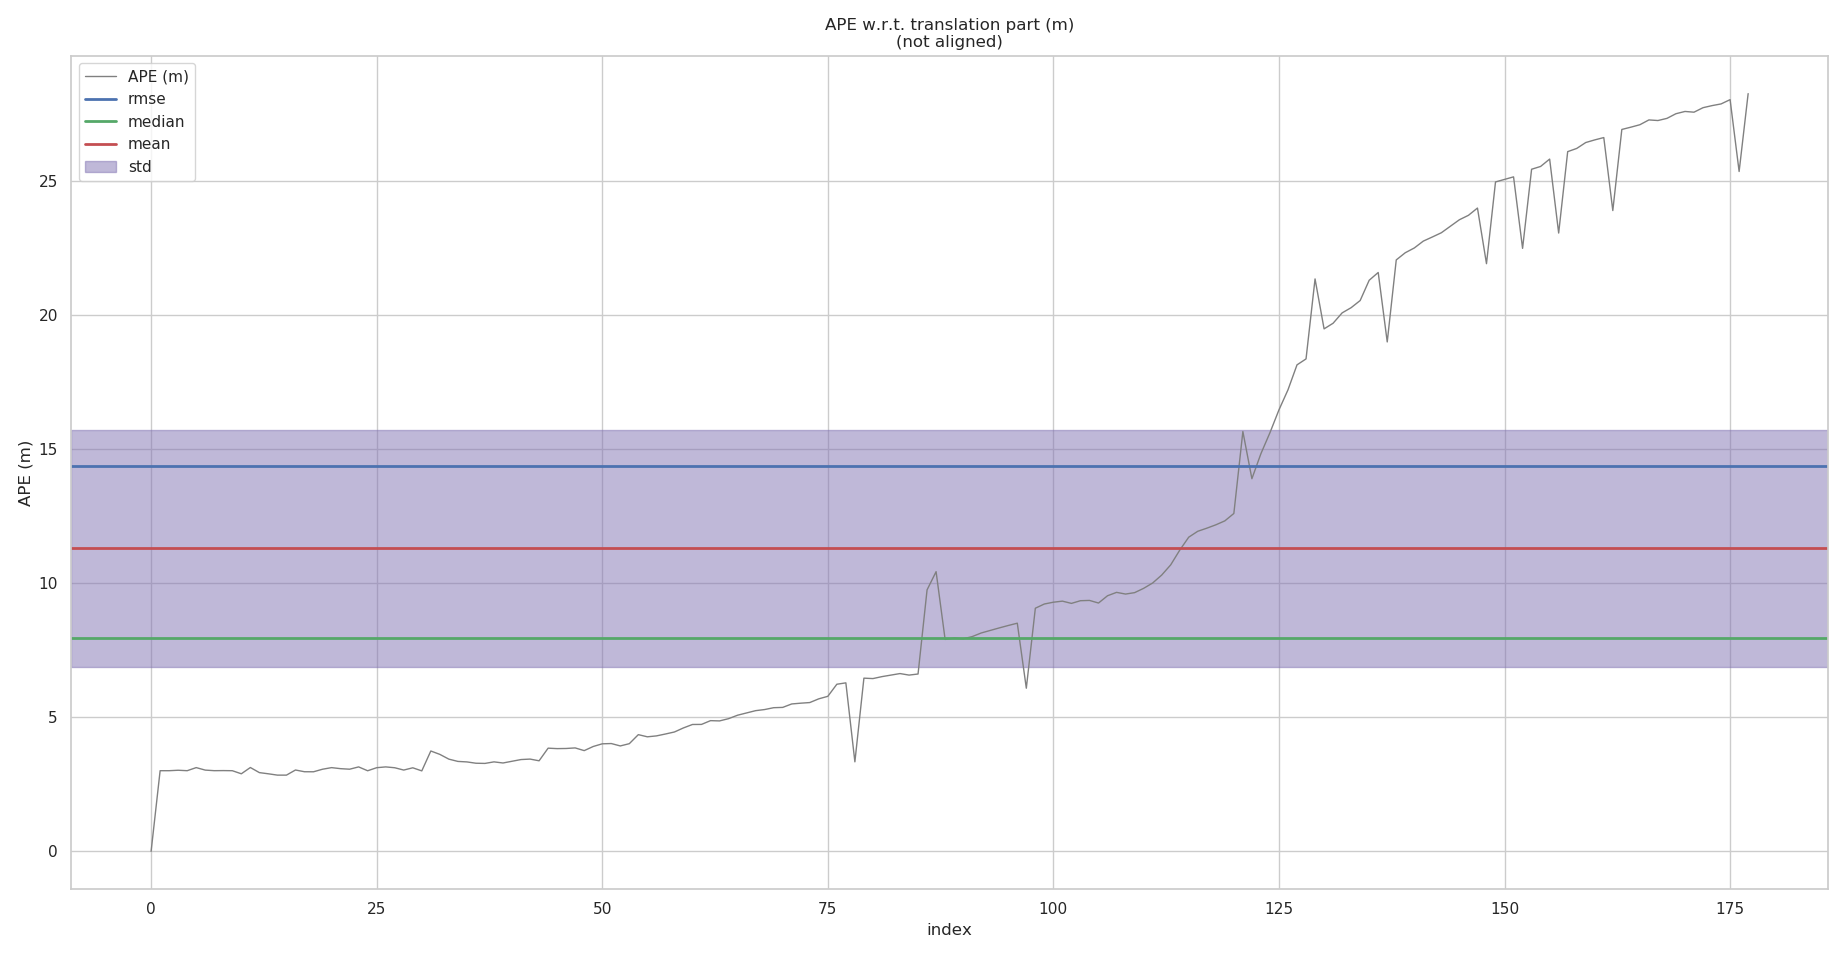 APE w.r.t. translation part (m)
(not aligned)
APE (m)
rmse
median
mean
std
APE (m)
25
20
15
10
5
0
0 25 50 75 100 125 150 175
index